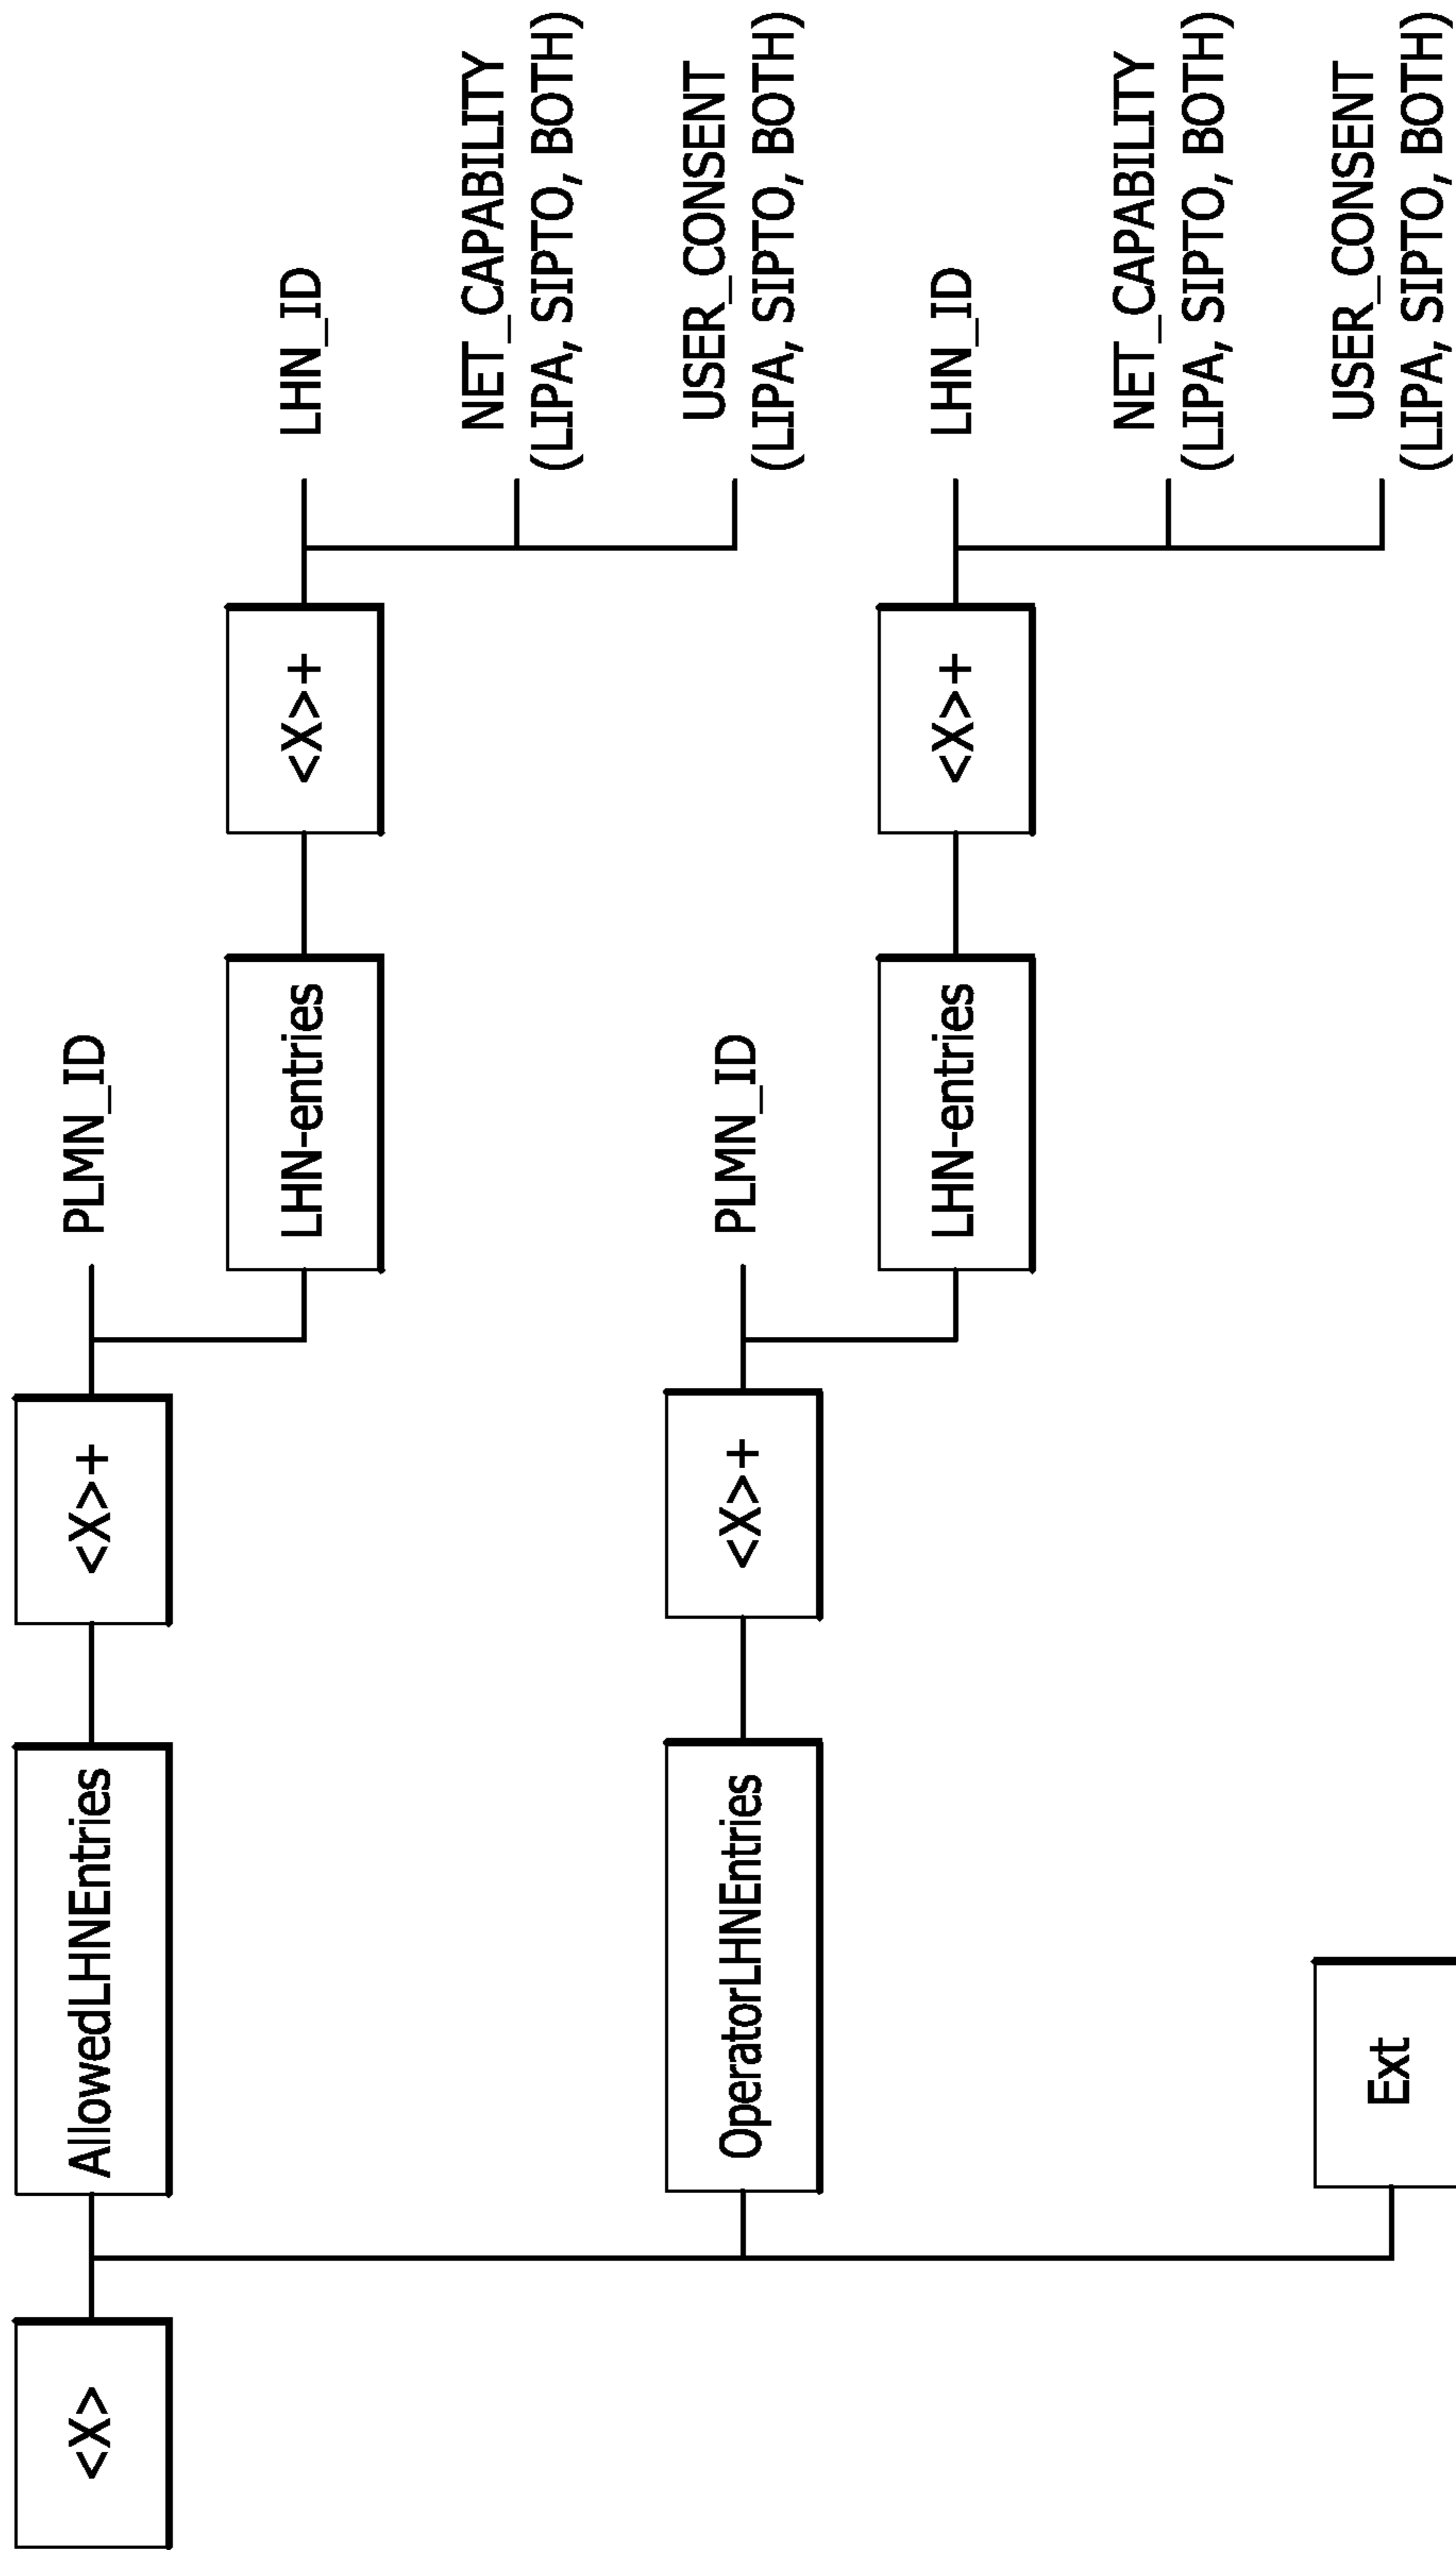 <X>
AllowedLHNEntries
<X>+
PLMN_ID
LHN-entries
<X>+
LHN_ID
NET_CAPABILITY
(LIPA, SIPTO, BOTH)
USER_CONSENT
(LIPA, SIPTO, BOTH)
OperatorLHNEntries
<X>+
PLMN_ID
LHN-entries
<X>+
LHN_ID
NET_CAPABILITY
(LIPA, SIPTO, BOTH)
USER_CONSENT
(LIPA, SIPTO, BOTH)
Ext